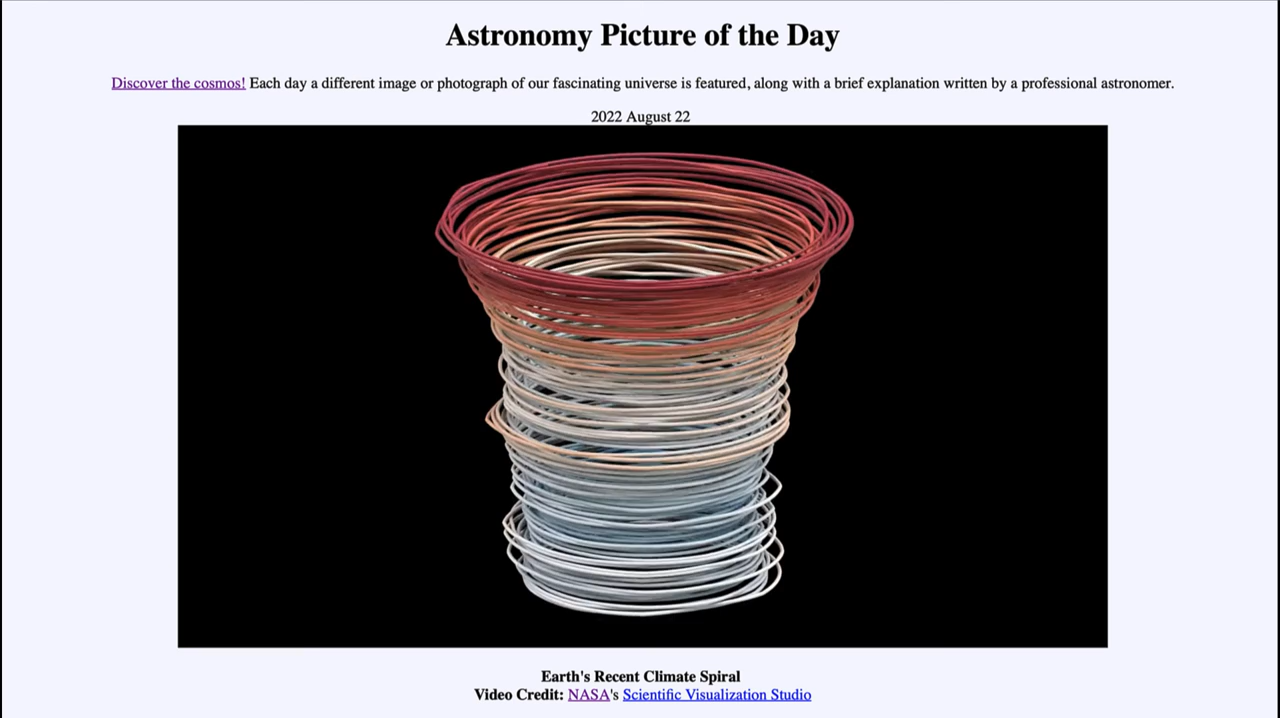 Astronomy Picture of the Day
Discover the cosmos! Each day a different image or photograph of our fascinating universe is featured, along with a brief explanation written by a professional astronomer.
2022 August 22
Earth's Recent Climate Spiral
Video Credit: NASA's Scientific Visualization Studio